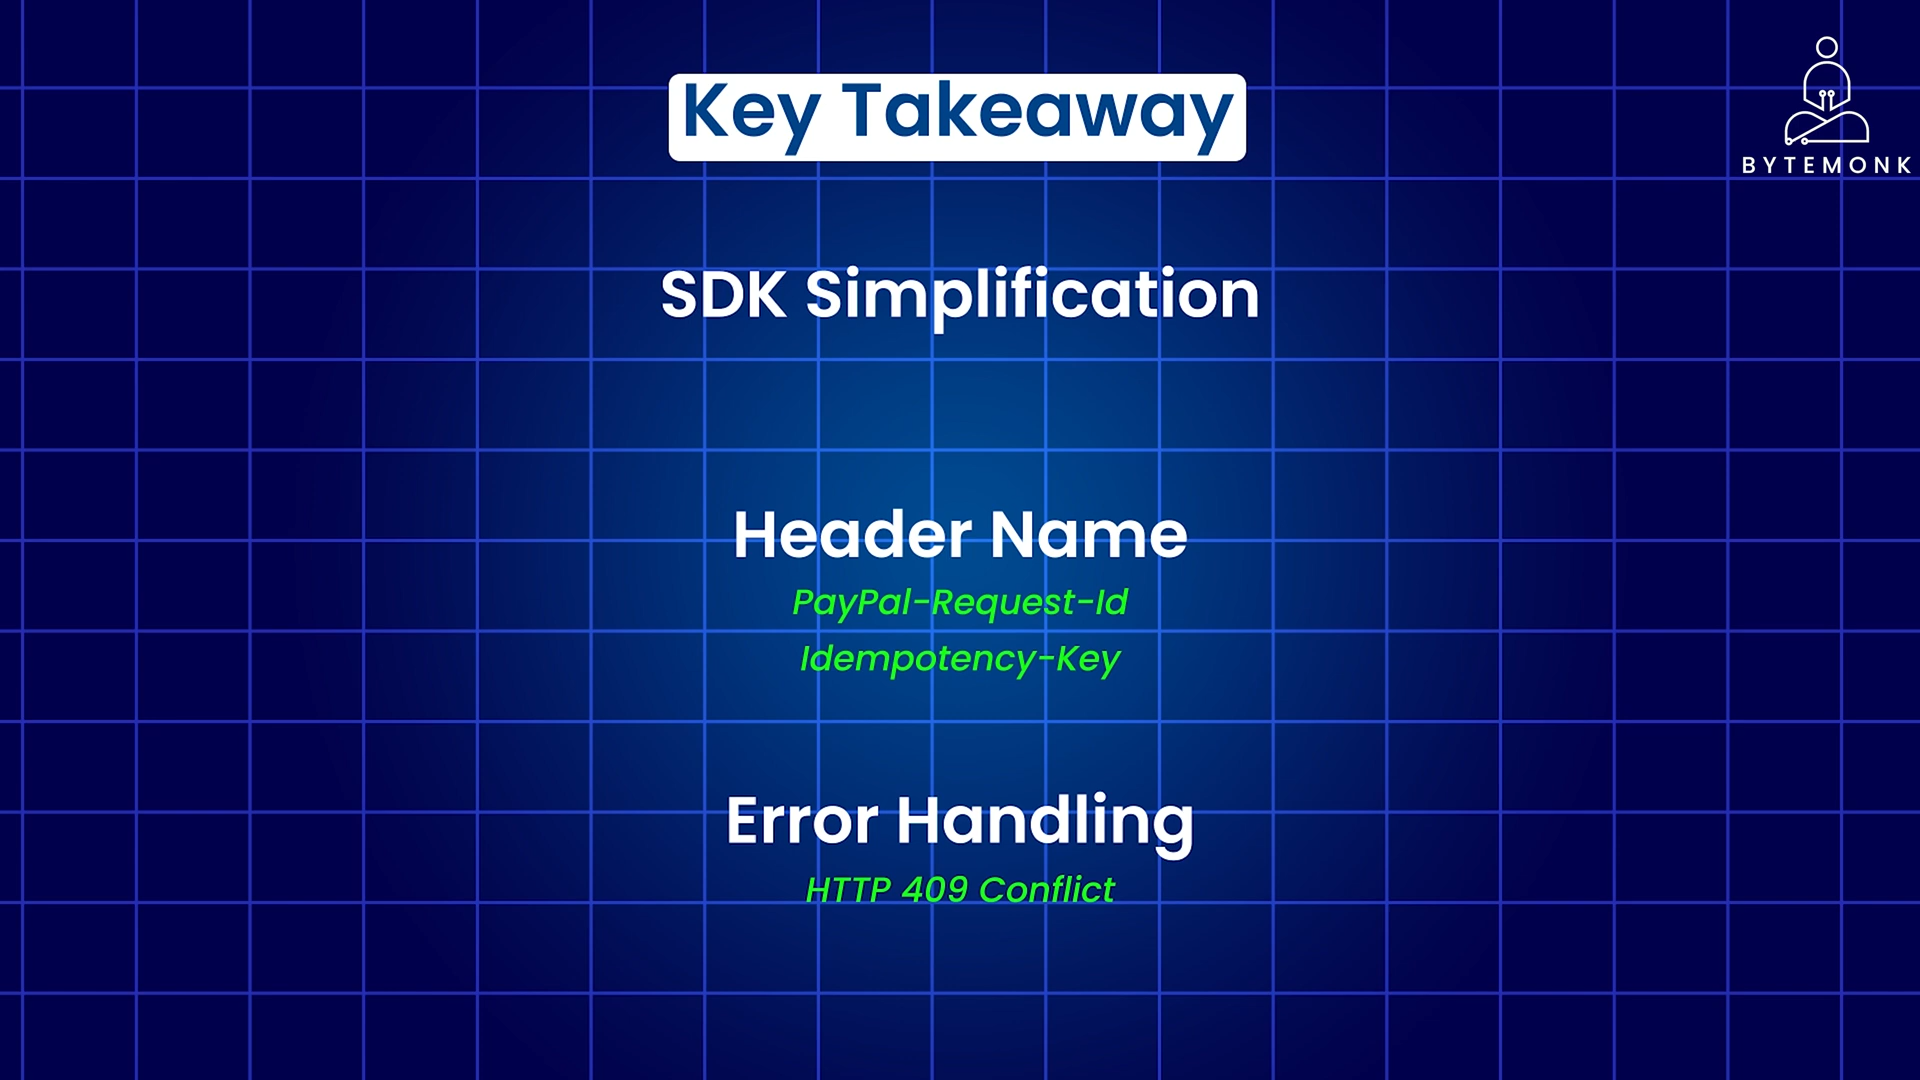 Key Takeaway
BYTEMONK
SDK Simplification
Header Name
PayPal-Request-Id
Idempotency-Key
Error Handling
HTTP 409 Conflict